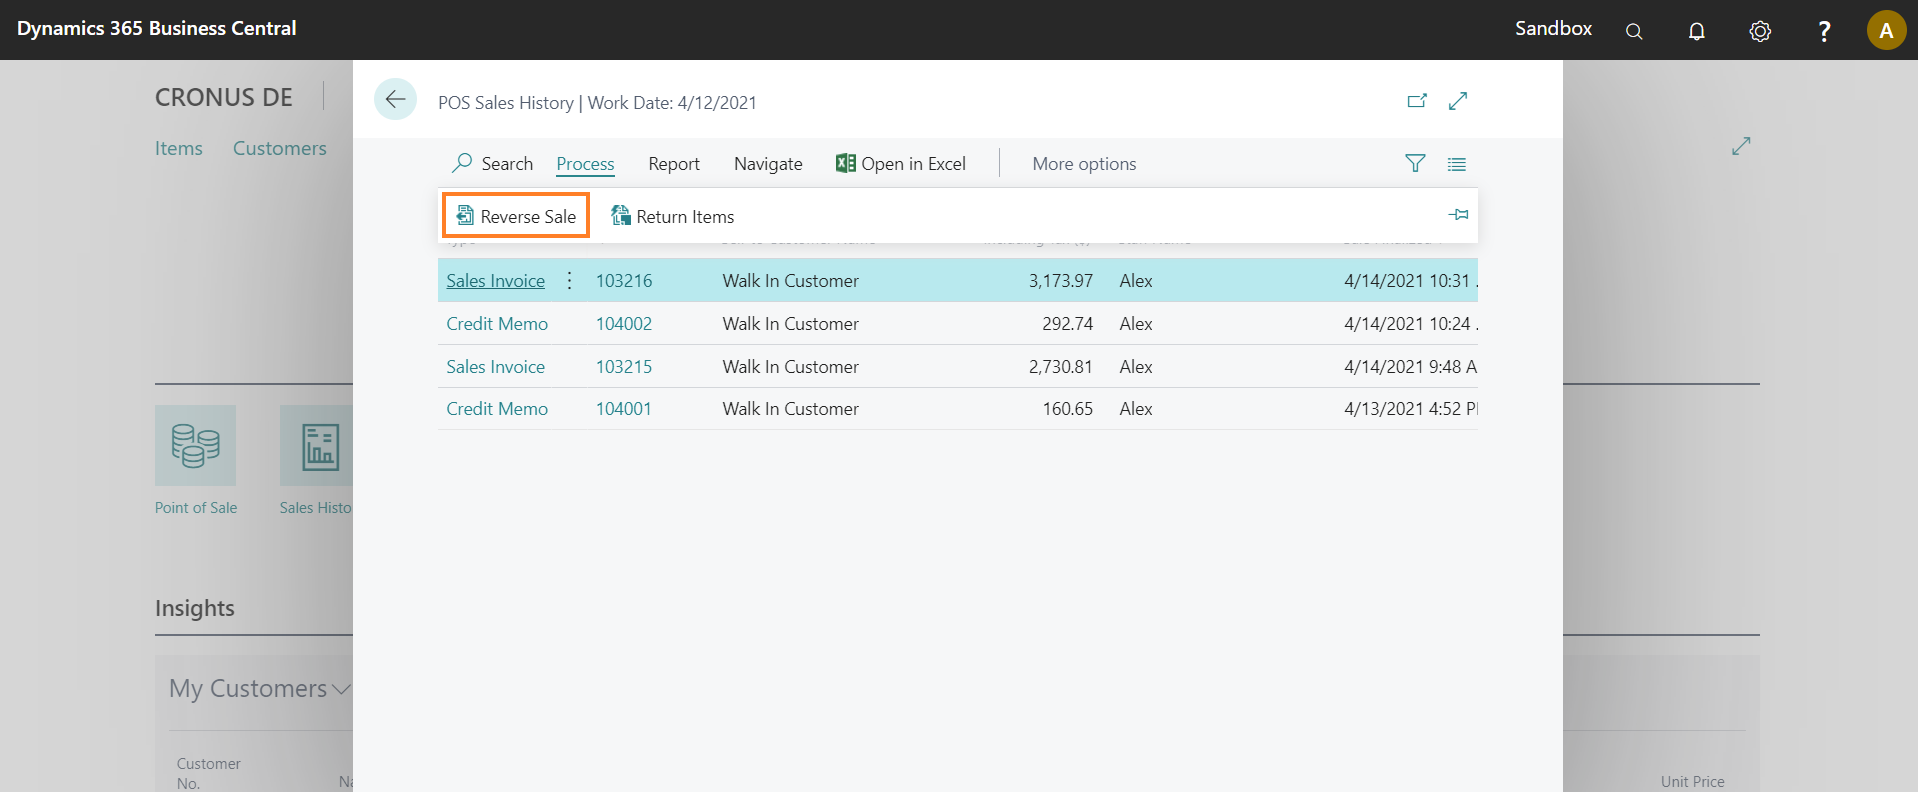 Dynamics 365 Business Central
Sandbox
?
A
CRONUS DE
POS Sales History | Work Date: 4/12/2021
Items Customers
Search Process Report Navigate Open in Excel More options
Reverse Sale Return Items
Sales Invoice 103216 Walk In Customer 3,173.97 Alex 4/14/2021 10:31
Credit Memo 104002 Walk In Customer 292.74 Alex 4/14/2021 10:24
Sales Invoice 103215 Walk In Customer 2,730.81 Alex 4/14/2021 9:48 A
Credit Memo 104001 Walk In Customer 160.65 Alex 4/13/2021 4:52 P
Point of Sale Sales Histo
Insights
My Customers
Customer
No.
Unit Price